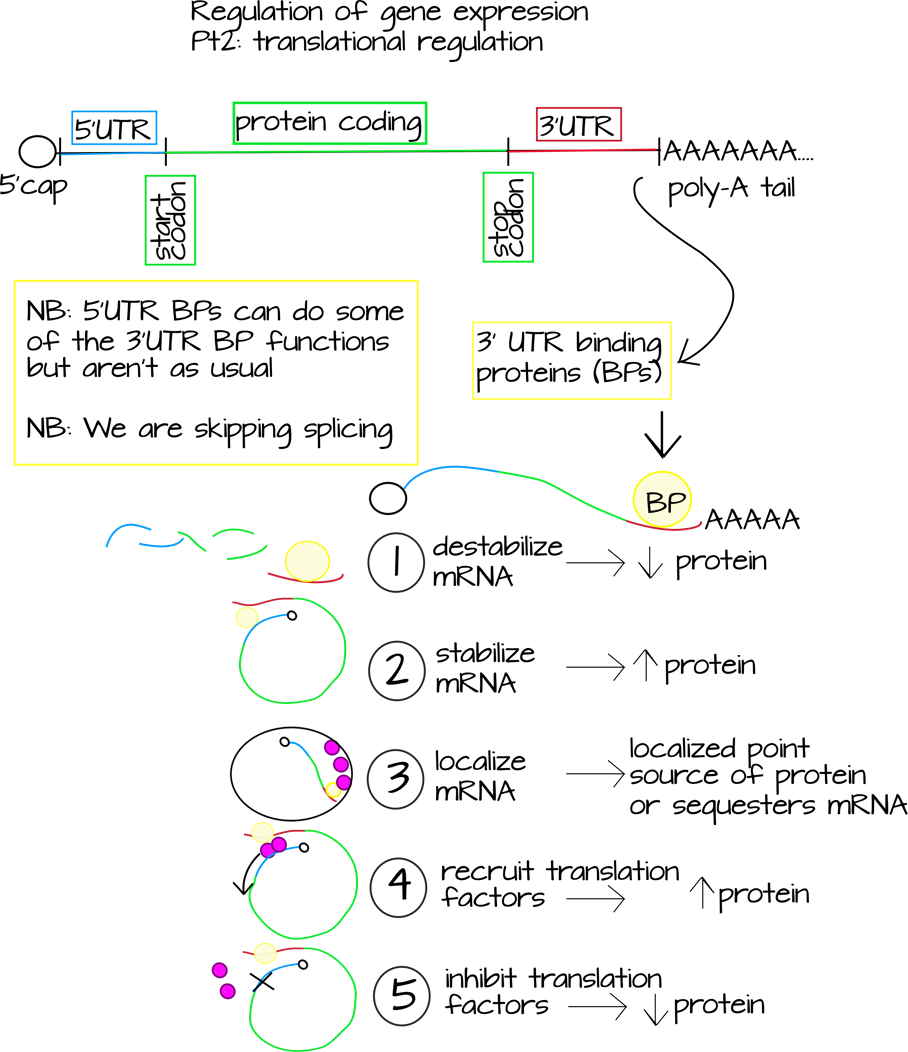 Regulation of gene expression
Pt2: translational regulation
5'UTR
protein coding
3'UTR
AAAAAAA....
5'cap
poly-A tail
start
codon
stop
codon
NB: 5'UTR BPs can do some
of the 3'UTR BP functions
but aren't as usual
NB: We are skipping splicing
3' UTR binding
proteins (BPs)
BP
AAAAA
1
destabilize
mRNA
protein
2
stabilize
mRNA
protein
3
localize
mRNA
localized point
source of protein
or sequesters mRNA
4
recruit translation
factors
protein
5
inhibit translation
factors
protein